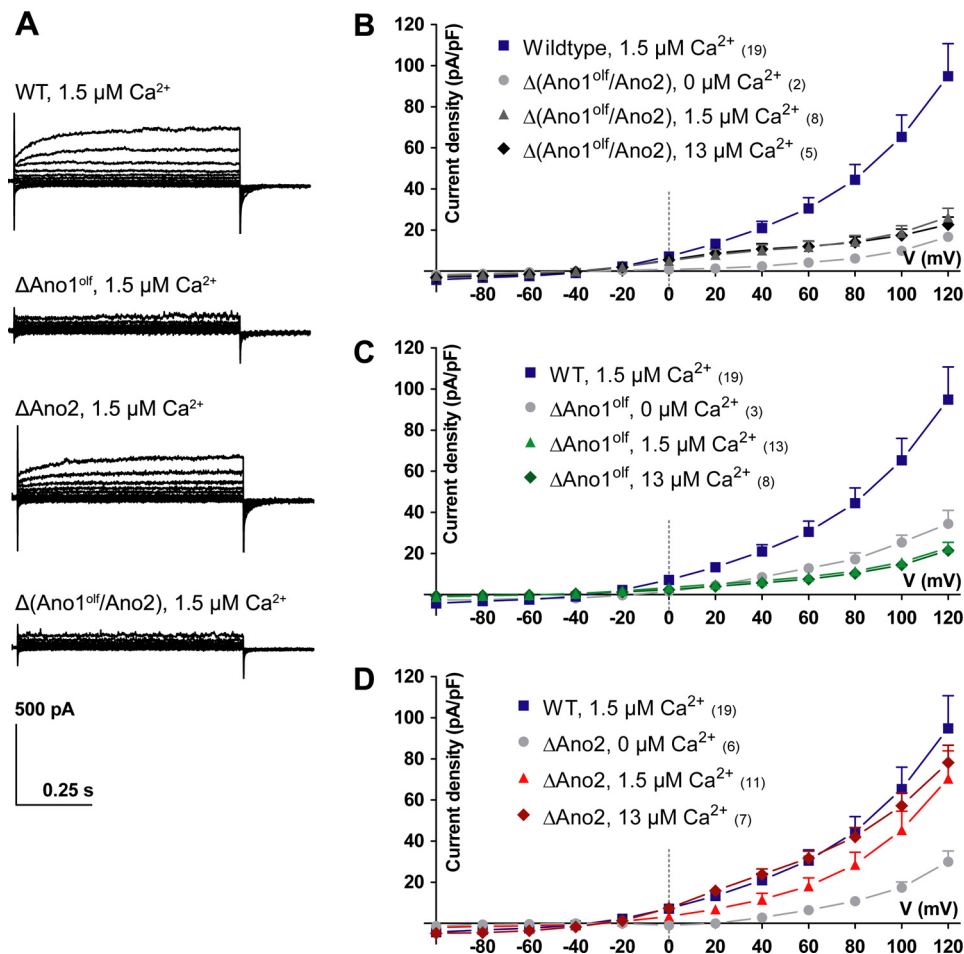 A
WT, 1.5 µM Ca²⁺
ΔAno1ᵒˡᶠ, 1.5 µM Ca²⁺
ΔAno2, 1.5 µM Ca²⁺
Δ(Ano1ᵒˡᶠ/Ano2), 1.5 µM Ca²⁺
500 pA
0.25 s
B
Current density (pA/pF)
120
100
80
60
40
20
Wildtype, 1.5 µM Ca²⁺ (19)
Δ(Ano1ᵒˡᶠ/Ano2), 0 µM Ca²⁺ (2)
Δ(Ano1ᵒˡᶠ/Ano2), 1.5 µM Ca²⁺ (8)
Δ(Ano1ᵒˡᶠ/Ano2), 13 µM Ca²⁺ (5)
V (mV)
-80 -60 -40 -20 0 20 40 60 80 100 120
C
Current density (pA/pF)
120
100
80
60
40
20
WT, 1.5 µM Ca²⁺ (19)
ΔAno1ᵒˡᶠ, 0 µM Ca²⁺ (3)
ΔAno1ᵒˡᶠ, 1.5 µM Ca²⁺ (13)
ΔAno1ᵒˡᶠ, 13 µM Ca²⁺ (8)
V (mV)
-80 -60 -40 -20 0 20 40 60 80 100 120
D
Current density (pA/pF)
120
100
80
60
40
20
WT, 1.5 µM Ca²⁺ (19)
ΔAno2, 0 µM Ca²⁺ (6)
ΔAno2, 1.5 µM Ca²⁺ (11)
ΔAno2, 13 µM Ca²⁺ (7)
V (mV)
-80 -60 -40 -20 0 20 40 60 80 100 120